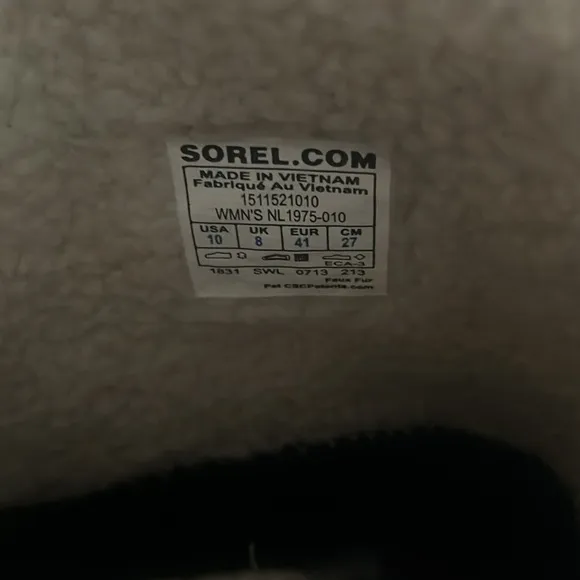 SOREL.COM
MADE IN VIETNAM
Fabriqué Au Vietnam
1511521010
WMN'S NL1975-010
USA UK EUR CM
10 8 41 27
ECA-3
1831 SWL 0713 213
Faux Fur
Pat CSCPatents.com